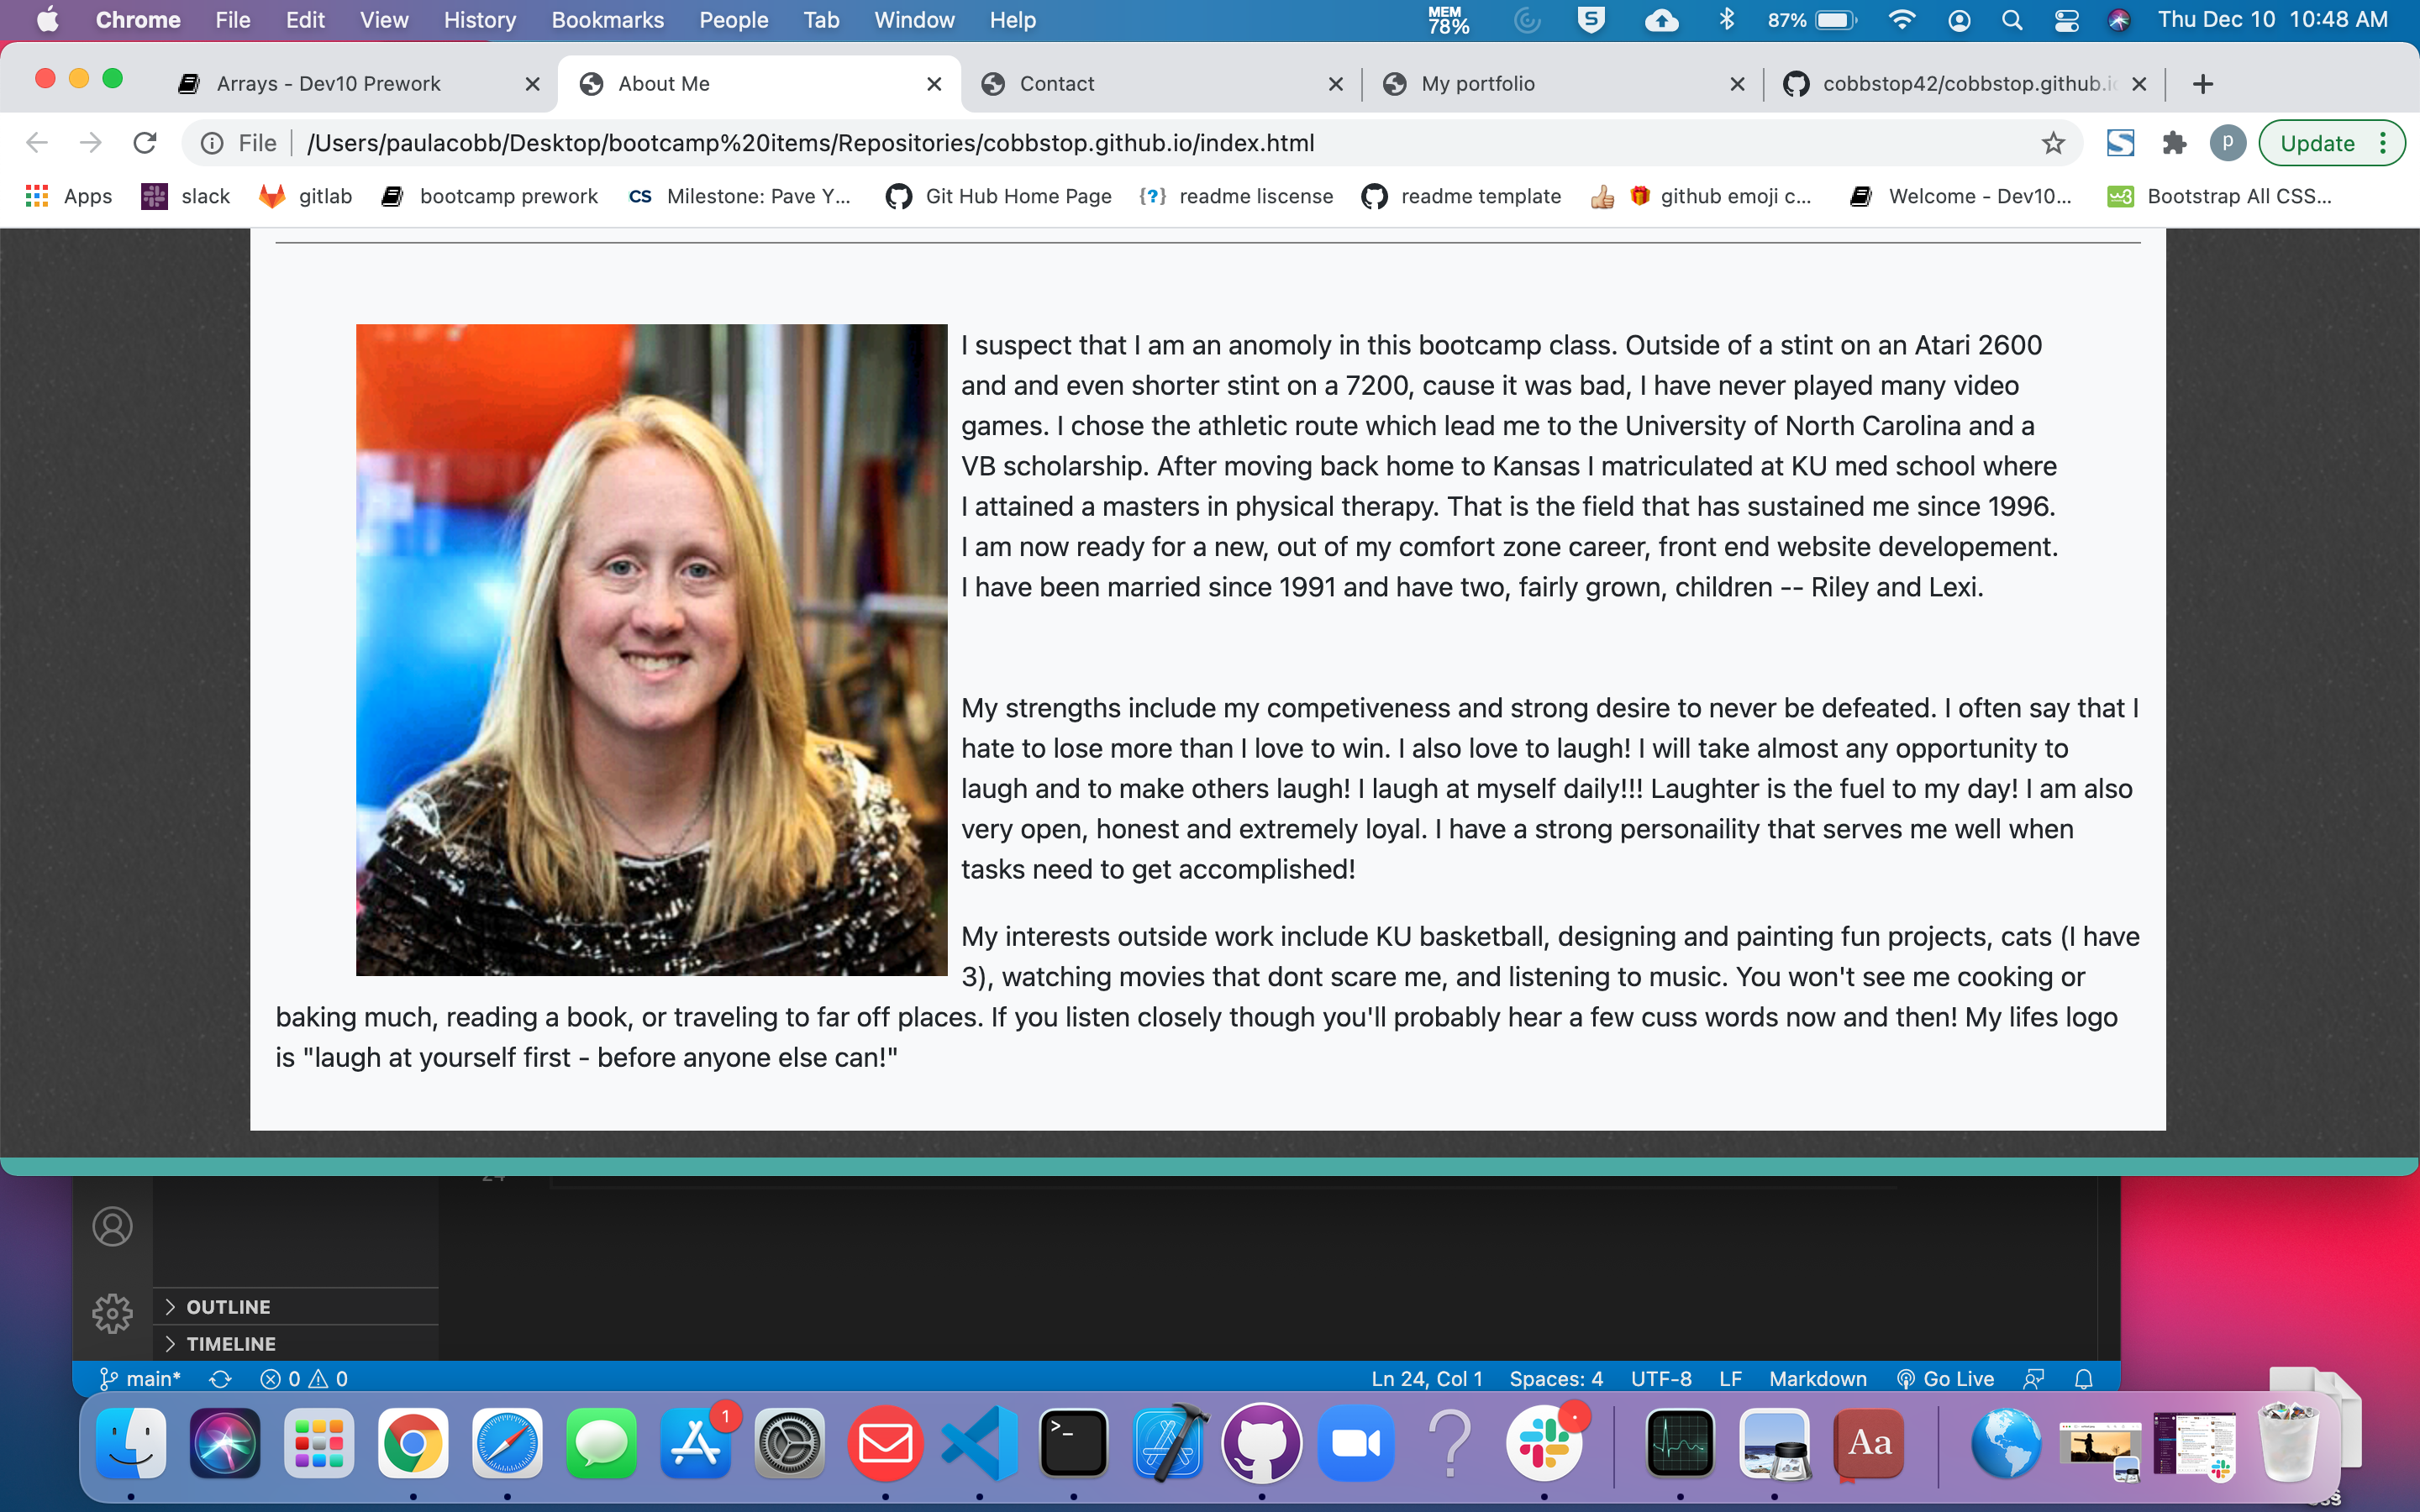 Chrome File Edit View History Bookmarks People Tab Window Help MEM 78% 87% Thu Dec 10 10:48 AM
Arrays - Dev10 Prework About Me Contact My portfolio cobbstop42/cobbstop.github.i
File /Users/paulacobb/Desktop/bootcamp%20items/Repositories/cobbstop.github.io/index.html P Update
Apps slack gitlab bootcamp prework CS Milestone: Pave Y... Git Hub Home Page {?} readme liscense readme template github emoji c... Welcome - Dev10... Bootstrap All CSS...
I suspect that I am an anomoly in this bootcamp class. Outside of a stint on an Atari 2600
and and even shorter stint on a 7200, cause it was bad, I have never played many video
games. I chose the athletic route which lead me to the University of North Carolina and a
VB scholarship. After moving back home to Kansas I matriculated at KU med school where
I attained a masters in physical therapy. That is the field that has sustained me since 1996.
I am now ready for a new, out of my comfort zone career, front end website developement.
I have been married since 1991 and have two, fairly grown, children -- Riley and Lexi.
My strengths include my competiveness and strong desire to never be defeated. I often say that I
hate to lose more than I love to win. I also love to laugh! I will take almost any opportunity to
laugh and to make others laugh! I laugh at myself daily!!! Laughter is the fuel to my day! I am also
very open, honest and extremely loyal. I have a strong personaility that serves me well when
tasks need to get accomplished!
My interests outside work include KU basketball, designing and painting fun projects, cats (I have
3), watching movies that dont scare me, and listening to music. You won't see me cooking or
baking much, reading a book, or traveling to far off places. If you listen closely though you'll probably hear a few cuss words now and then! My lifes logo
is "laugh at yourself first - before anyone else can!"
24
OUTLINE
TIMELINE
main* 0 0 Ln 24, Col 1 Spaces: 4 UTF-8 LF Markdown Go Live
1
Aa